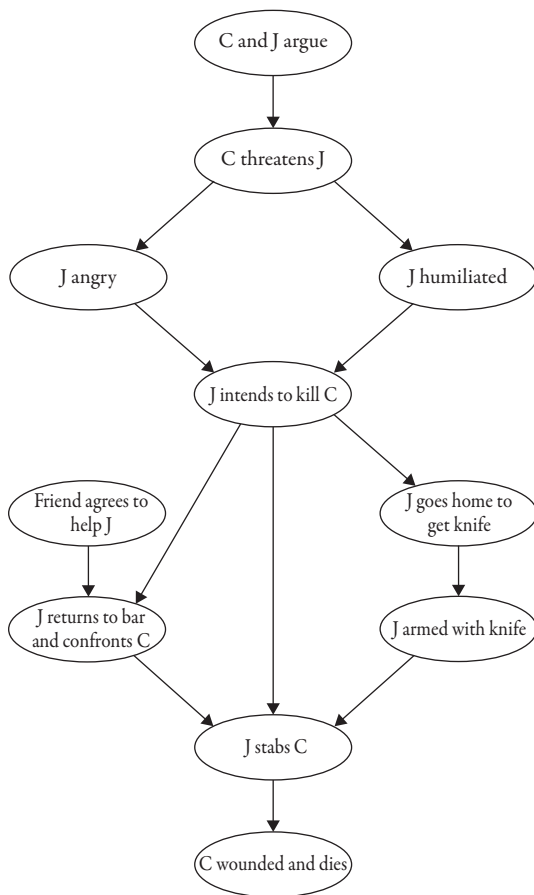 C and J argue
C threatens J
J angry
J humiliated
J intends to kill C
Friend agrees to
help J
J goes home to
get knife
J returns to bar
and confronts C
J armed with knife
J stabs C
C wounded and dies